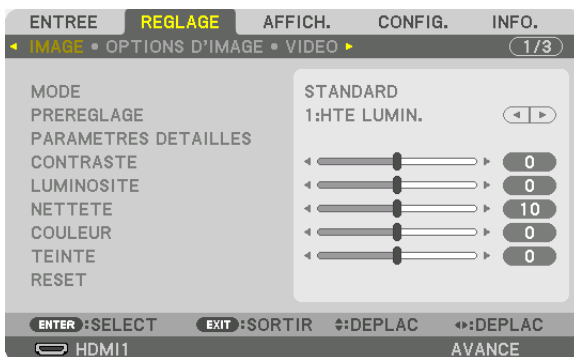 ENTREE REGLAGE AFFICH. CONFIG. INFO.
IMAGE • OPTIONS D'IMAGE • VIDEO 1/3
MODE STANDARD
PREREGLAGE 1:HTE LUMIN.
PARAMETRES DETAILLES
CONTRASTE 0
LUMINOSITE 0
NETTETE 10
COULEUR 0
TEINTE 0
RESET
ENTER :SELECT EXIT :SORTIR :DEPLAC :DEPLAC
HDMI1 AVANCE